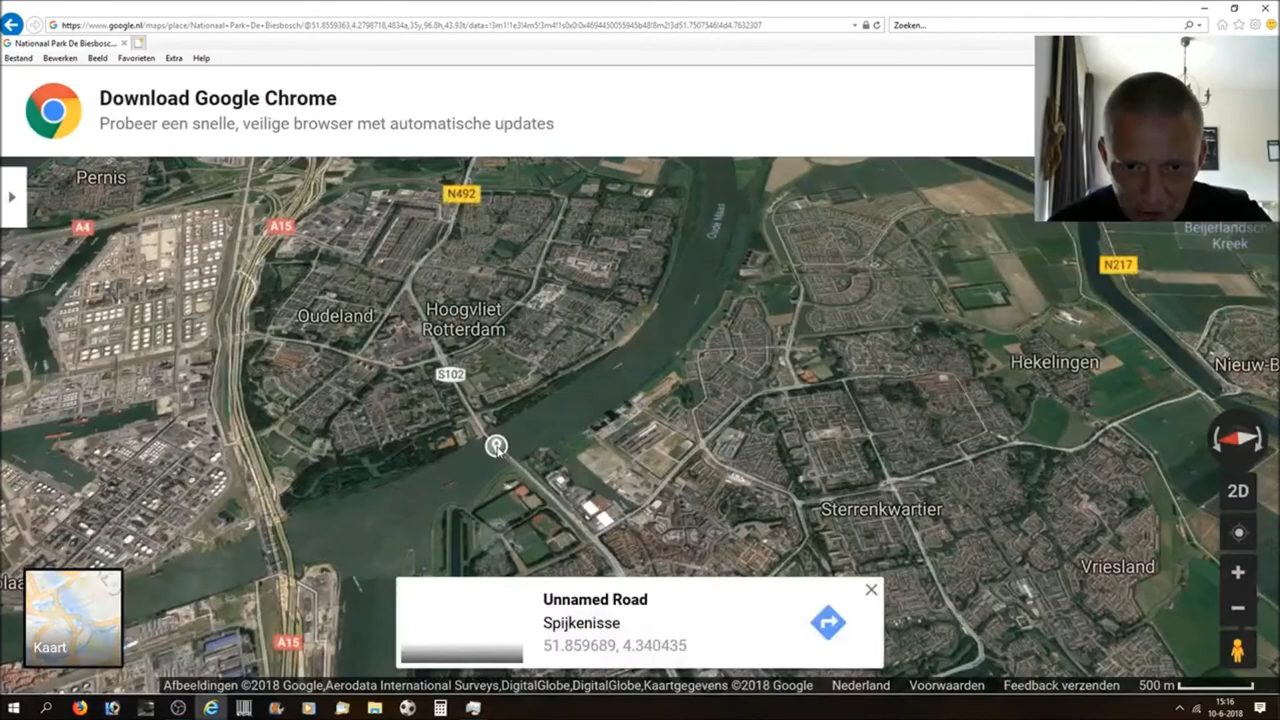 https://www.google.nl/maps/place/Nationaal+Park+De+Biesbosch/@51.8559363,4.2798718,4834a,35y,96.8h,43.93t/data=!3m1!1e3!4m5!3m4!1s0x0:0x4694450055945b48!8m2!3d51.7507546!4d4.7632307
Zoeken...
Nationaal Park De Biesbosc...
Bestand Bewerken Beeld Favorieten Extra Help
Download Google Chrome
Probeer een snelle, veilige browser met automatische updates
Pernis
N492
A4
A15
Oude Maas
Beijerlandsc
Kreek
N217
Oudeland
Hoogvliet
Rotterdam
S102
Hekelingen
Nieuw-B
2D
Sterrenkwartier
Vriesland
Kaart
A15
Unnamed Road
Spijkenisse
51.859689, 4.340435
Afbeeldingen ©2018 Google,Aerodata International Surveys,DigitalGlobe,DigitalGlobe,Kaartgegevens ©2018 Google Nederland Voorwaarden Feedback verzenden 500 m
15:16
10-6-2018